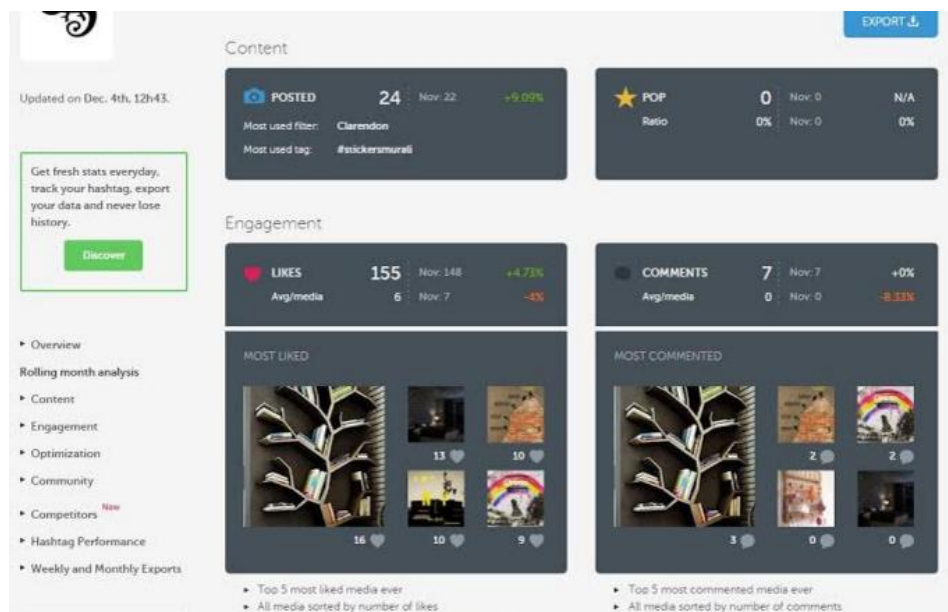 EXPORT
Content
Updated on Dec. 4th, 12h43.
POSTED 24 Nov: 22 +9.09%
Most used filter: Clarendon
Most used tag: #stickersmurali
POP 0 Nov: 0 N/A
Ratio 0% Nov: 0 0%
Get fresh stats everyday,
track your hashtag, export
your data and never lose
history.
Discover
Engagement
LIKES 155 Nov: 148 +4.73%
Avg/media 6 Nov: 7 -4%
COMMENTS 7 Nov: 7 +0%
Avg/media 0 Nov: 0 -8.33%
Overview
Rolling month analysis
Content
Engagement
Optimization
Community
Competitors New
Hashtag Performance
Weekly and Monthly Exports
MOST LIKED
13
10
16
10
9
MOST COMMENTED
2
2
3
0
0
Top 5 most liked media ever
All media sorted by number of likes
Top 5 most commented media ever
All media sorted by number of comments